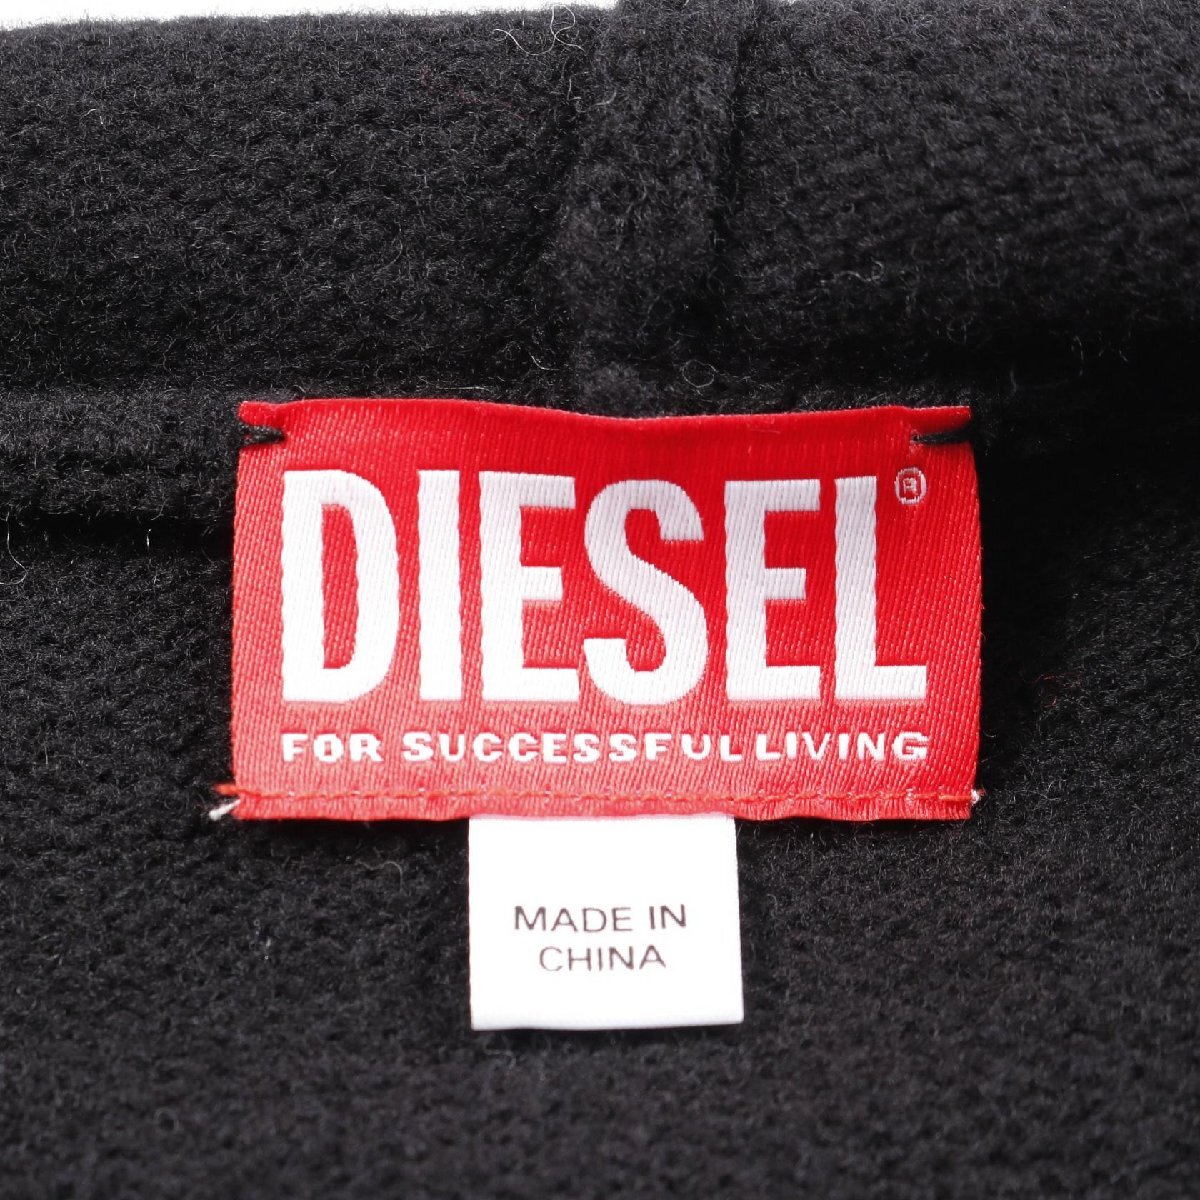 DIESEL®
FOR SUCCESSFUL LIVING
MADE IN
CHINA